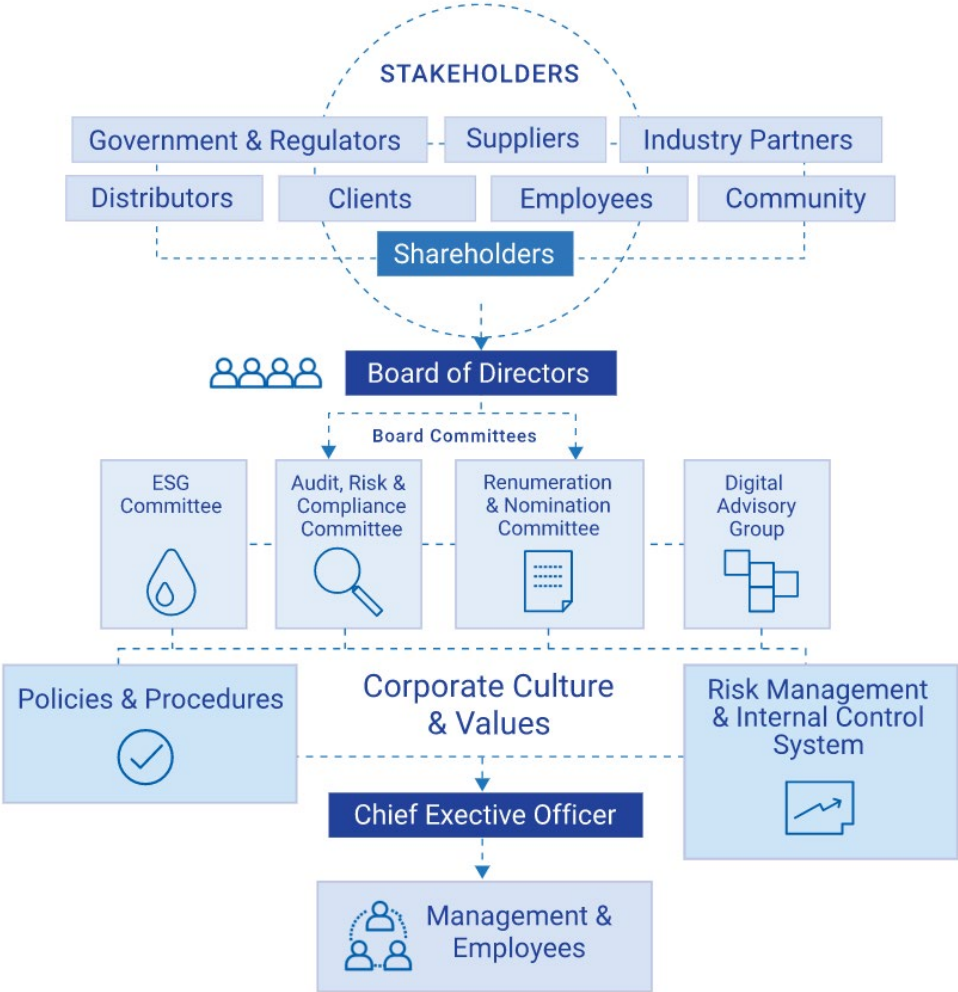 STAKEHOLDERS
Government & Regulators
Suppliers
Industry Partners
Distributors
Clients
Employees
Community
Shareholders
Board of Directors
Board Committees
ESG
Committee
Audit, Risk &
Compliance
Committee
Renumeration
& Nomination
Committee
Digital
Advisory
Group
Policies & Procedures
Corporate Culture
& Values
Risk Management
& Internal Control
System
Chief Exective Officer
Management &
Employees